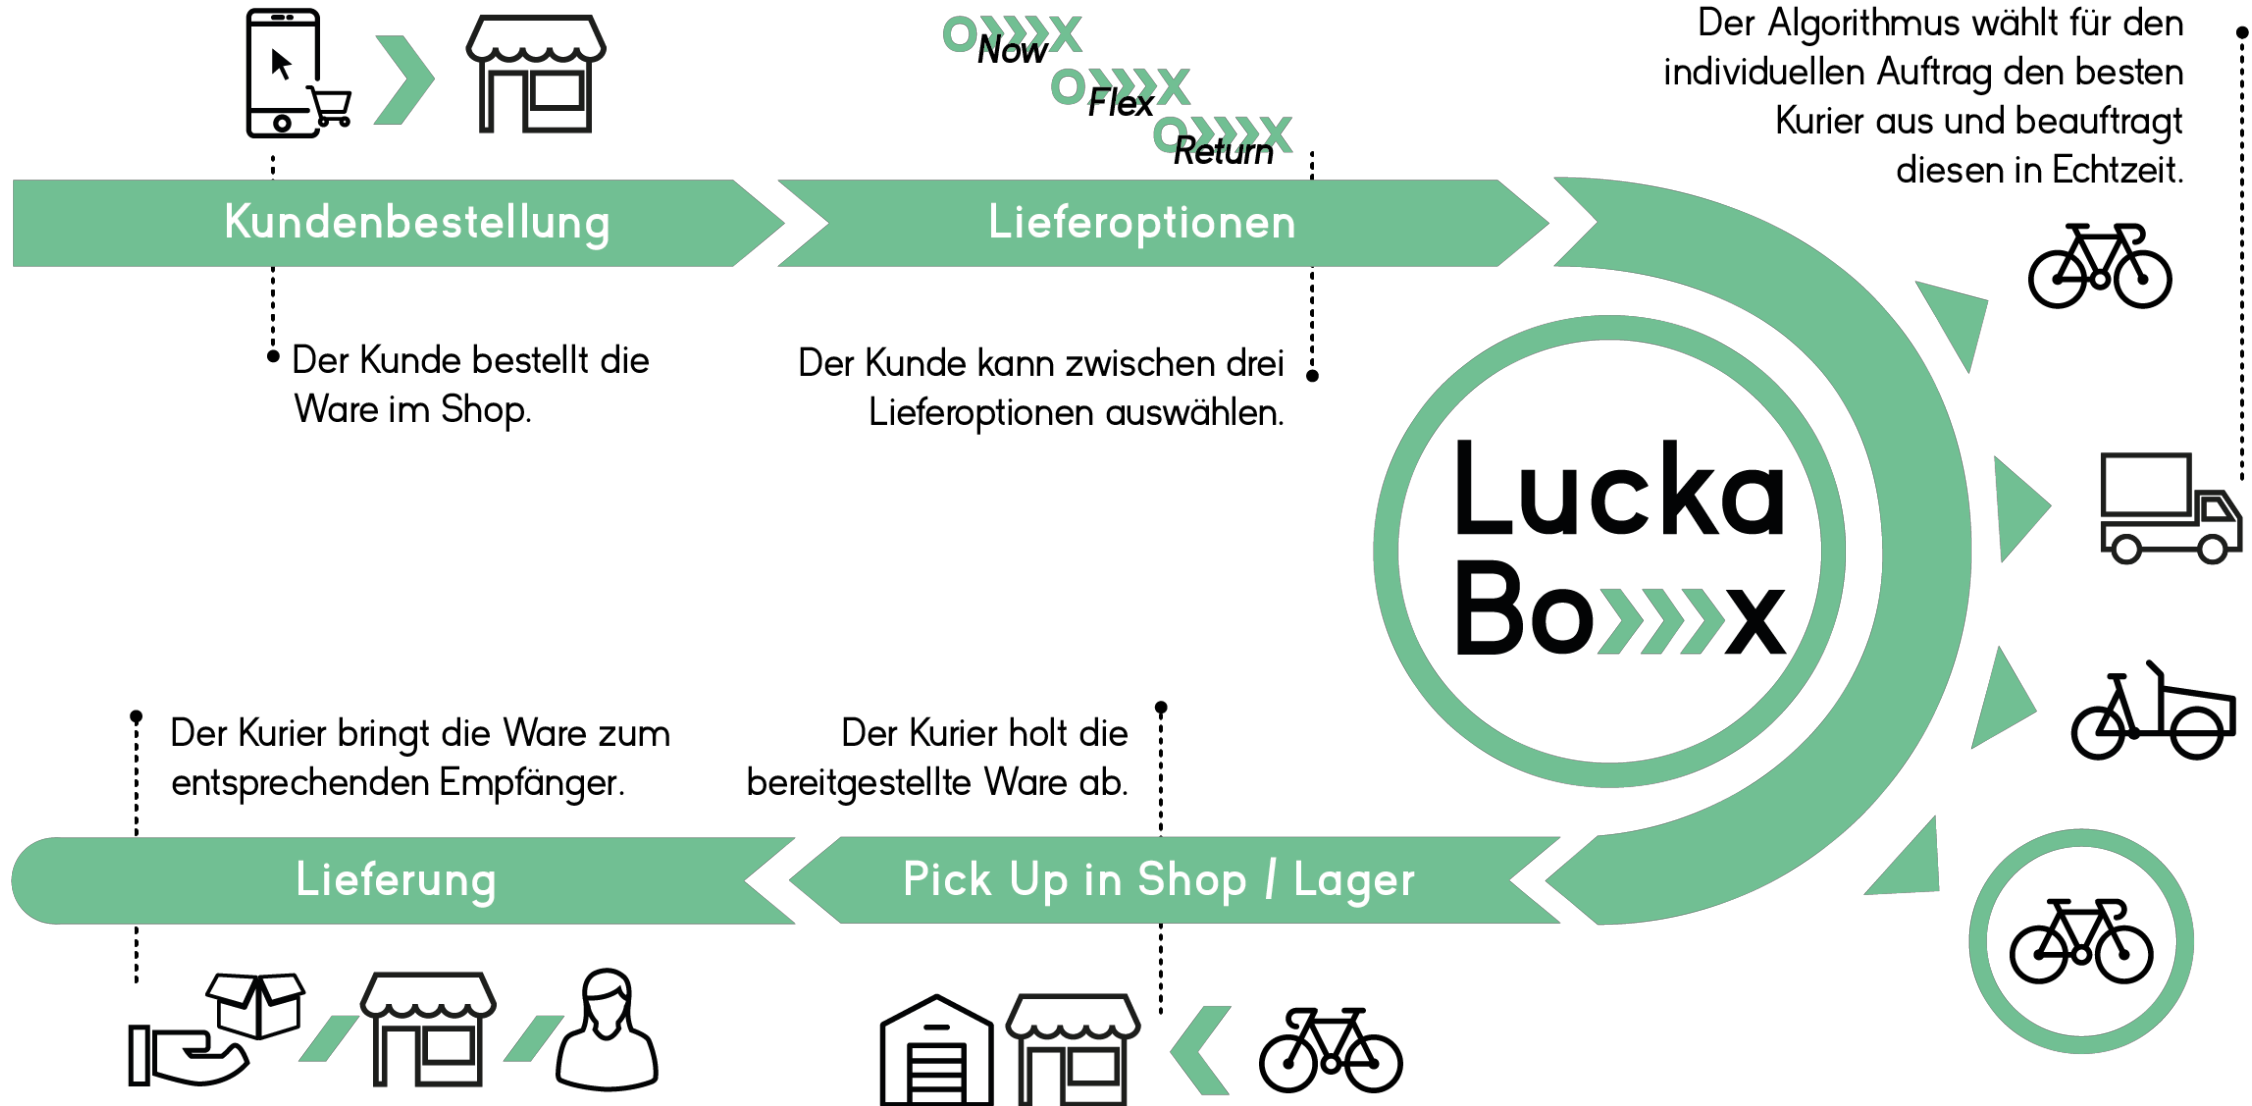 Now
Flex
Return
Der Algorithmus wählt für den
individuellen Auftrag den besten
Kurier aus und beauftragt
diesen in Echtzeit.
Kundenbestellung
Lieferoptionen
Der Kunde bestellt die
Ware im Shop.
Der Kunde kann zwischen drei
Lieferoptionen auswählen.
Lucka
Box
Der Kurier bringt die Ware zum
entsprechenden Empfänger.
Der Kurier holt die
bereitgestellte Ware ab.
Lieferung
Pick Up in Shop / Lager